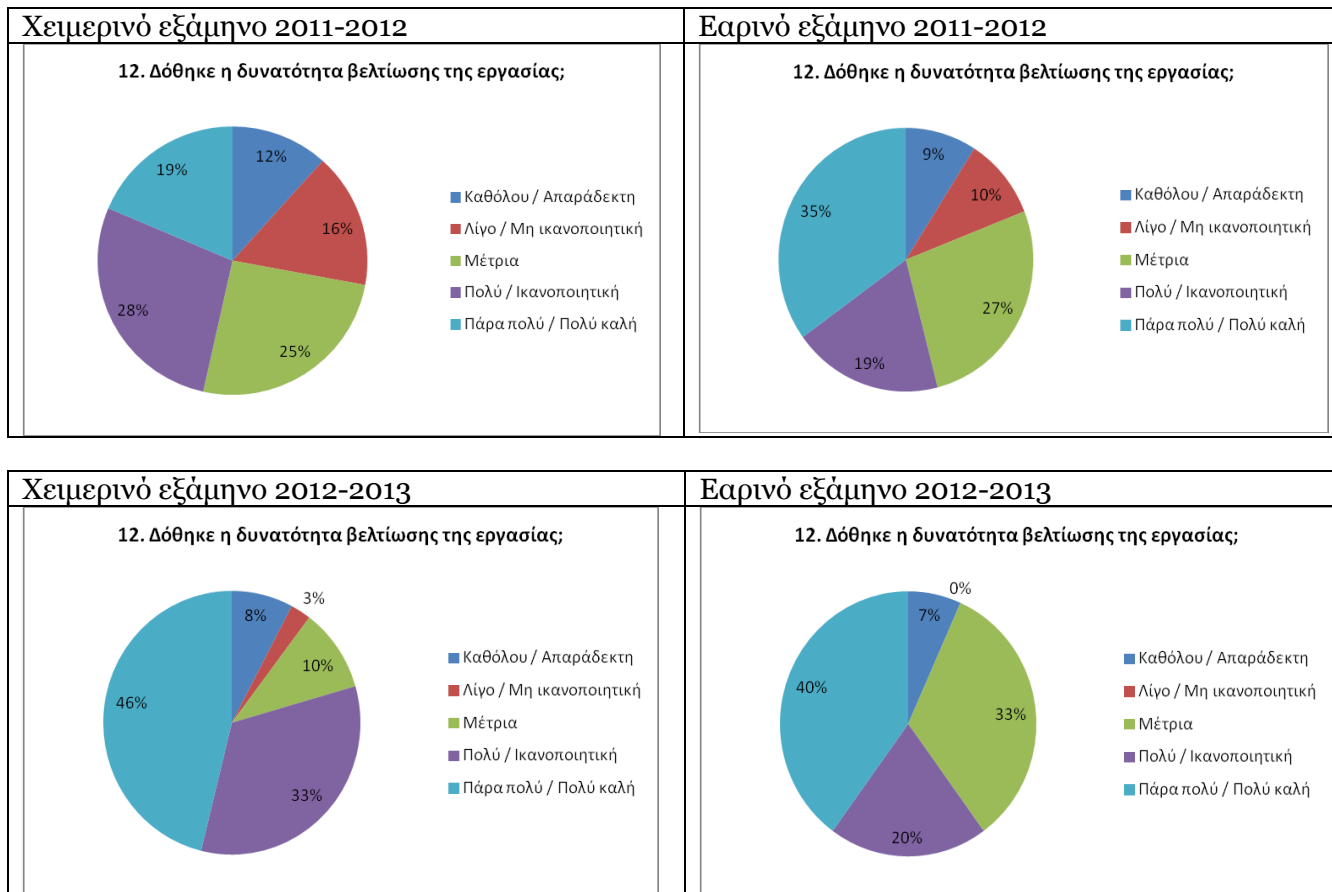 Χειμερινό εξάμηνο 2011-2012
12. Δόθηκε η δυνατότητα βελτίωσης της εργασίας;
12%
16%
25%
28%
19%
Καθόλου / Απαράδεκτη
Λίγο / Μη ικανοποιητική
Μέτρια
Πολύ / Ικανοποιητική
Πάρα πολύ / Πολύ καλή
Εαρινό εξάμηνο 2011-2012
12. Δόθηκε η δυνατότητα βελτίωσης της εργασίας;
9%
10%
27%
19%
35%
Καθόλου / Απαράδεκτη
Λίγο / Μη ικανοποιητική
Μέτρια
Πολύ / Ικανοποιητική
Πάρα πολύ / Πολύ καλή
Χειμερινό εξάμηνο 2012-2013
12. Δόθηκε η δυνατότητα βελτίωσης της εργασίας;
8%
3%
10%
33%
46%
Καθόλου / Απαράδεκτη
Λίγο / Μη ικανοποιητική
Μέτρια
Πολύ / Ικανοποιητική
Πάρα πολύ / Πολύ καλή
Εαρινό εξάμηνο 2012-2013
12. Δόθηκε η δυνατότητα βελτίωσης της εργασίας;
7%
0%
33%
20%
40%
Καθόλου / Απαράδεκτη
Λίγο / Μη ικανοποιητική
Μέτρια
Πολύ / Ικανοποιητική
Πάρα πολύ / Πολύ καλή